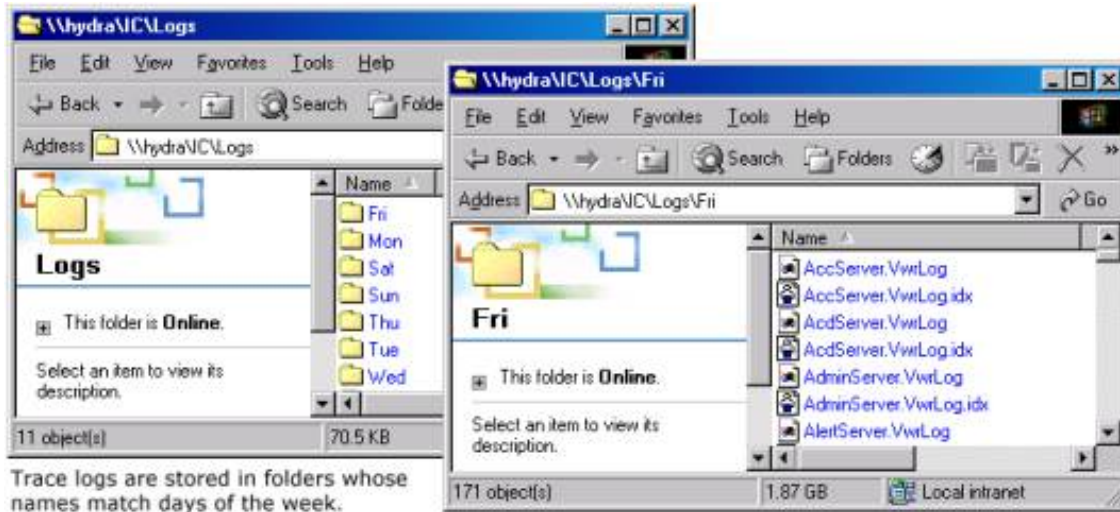 \\hydra\IC\Logs
File Edit View Favorites Tools Help
Back Search Folde
Address \\hydra\IC\Logs
Logs
This folder is Online.
Select an item to view its
description.
Name
Fri
Mon
Sat
Sun
Thu
Tue
Wed
11 object(s) 70.5 KB
Trace logs are stored in folders whose
names match days of the week.
\\hydra\IC\Logs\Fri
File Edit View Favorites Tools Help
Back Search Folders »
Address \\hydra\IC\Logs\Fri Go
Fri
This folder is Online.
Select an item to view its
description.
Name
AccServer.VwrLog
AccServer.VwrLog.idx
AcdServer.VwrLog
AcdServer.VwrLog.idx
AdminServer.VwrLog
AdminServer.VwrLog.idx
AlertServer.VwrLog
171 object(s) 1.87 GB Local intranet